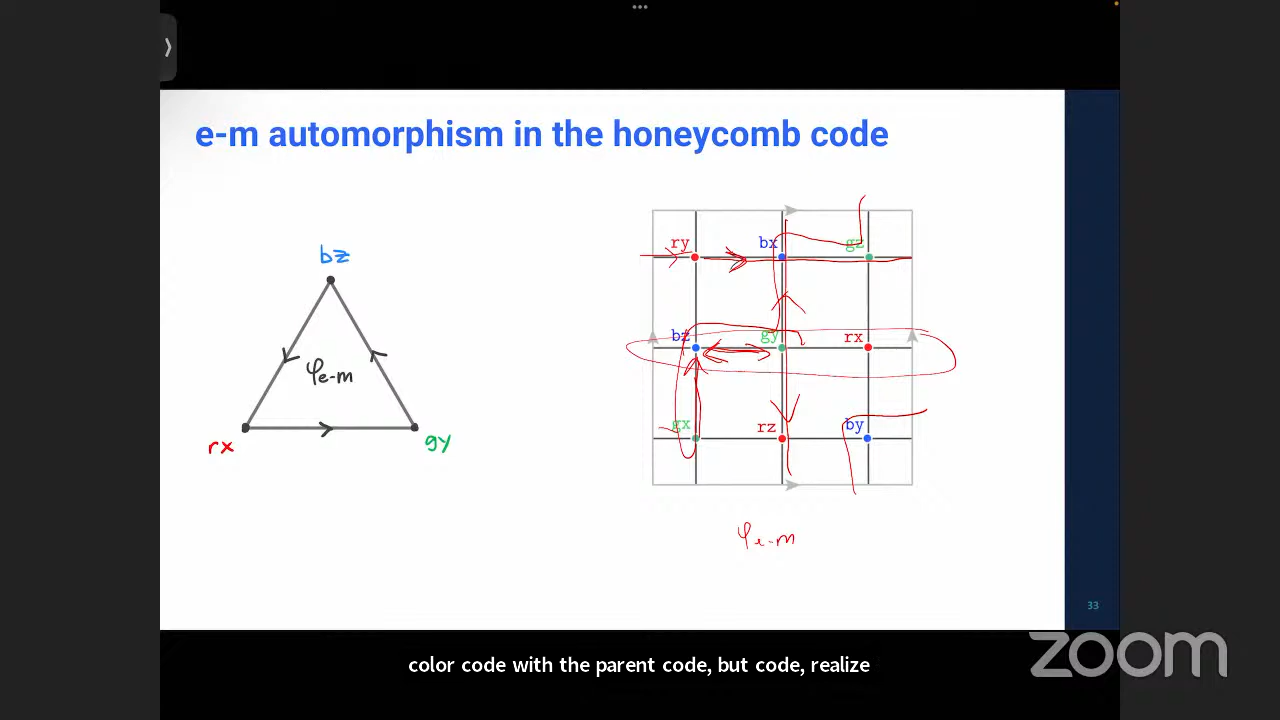 e-m automorphism in the honeycomb code
bz
φe-m
rx
gy
ry bx gz
bz gy rx
gx rz by
φe-m
33
color code with the parent code, but code, realize
zoom